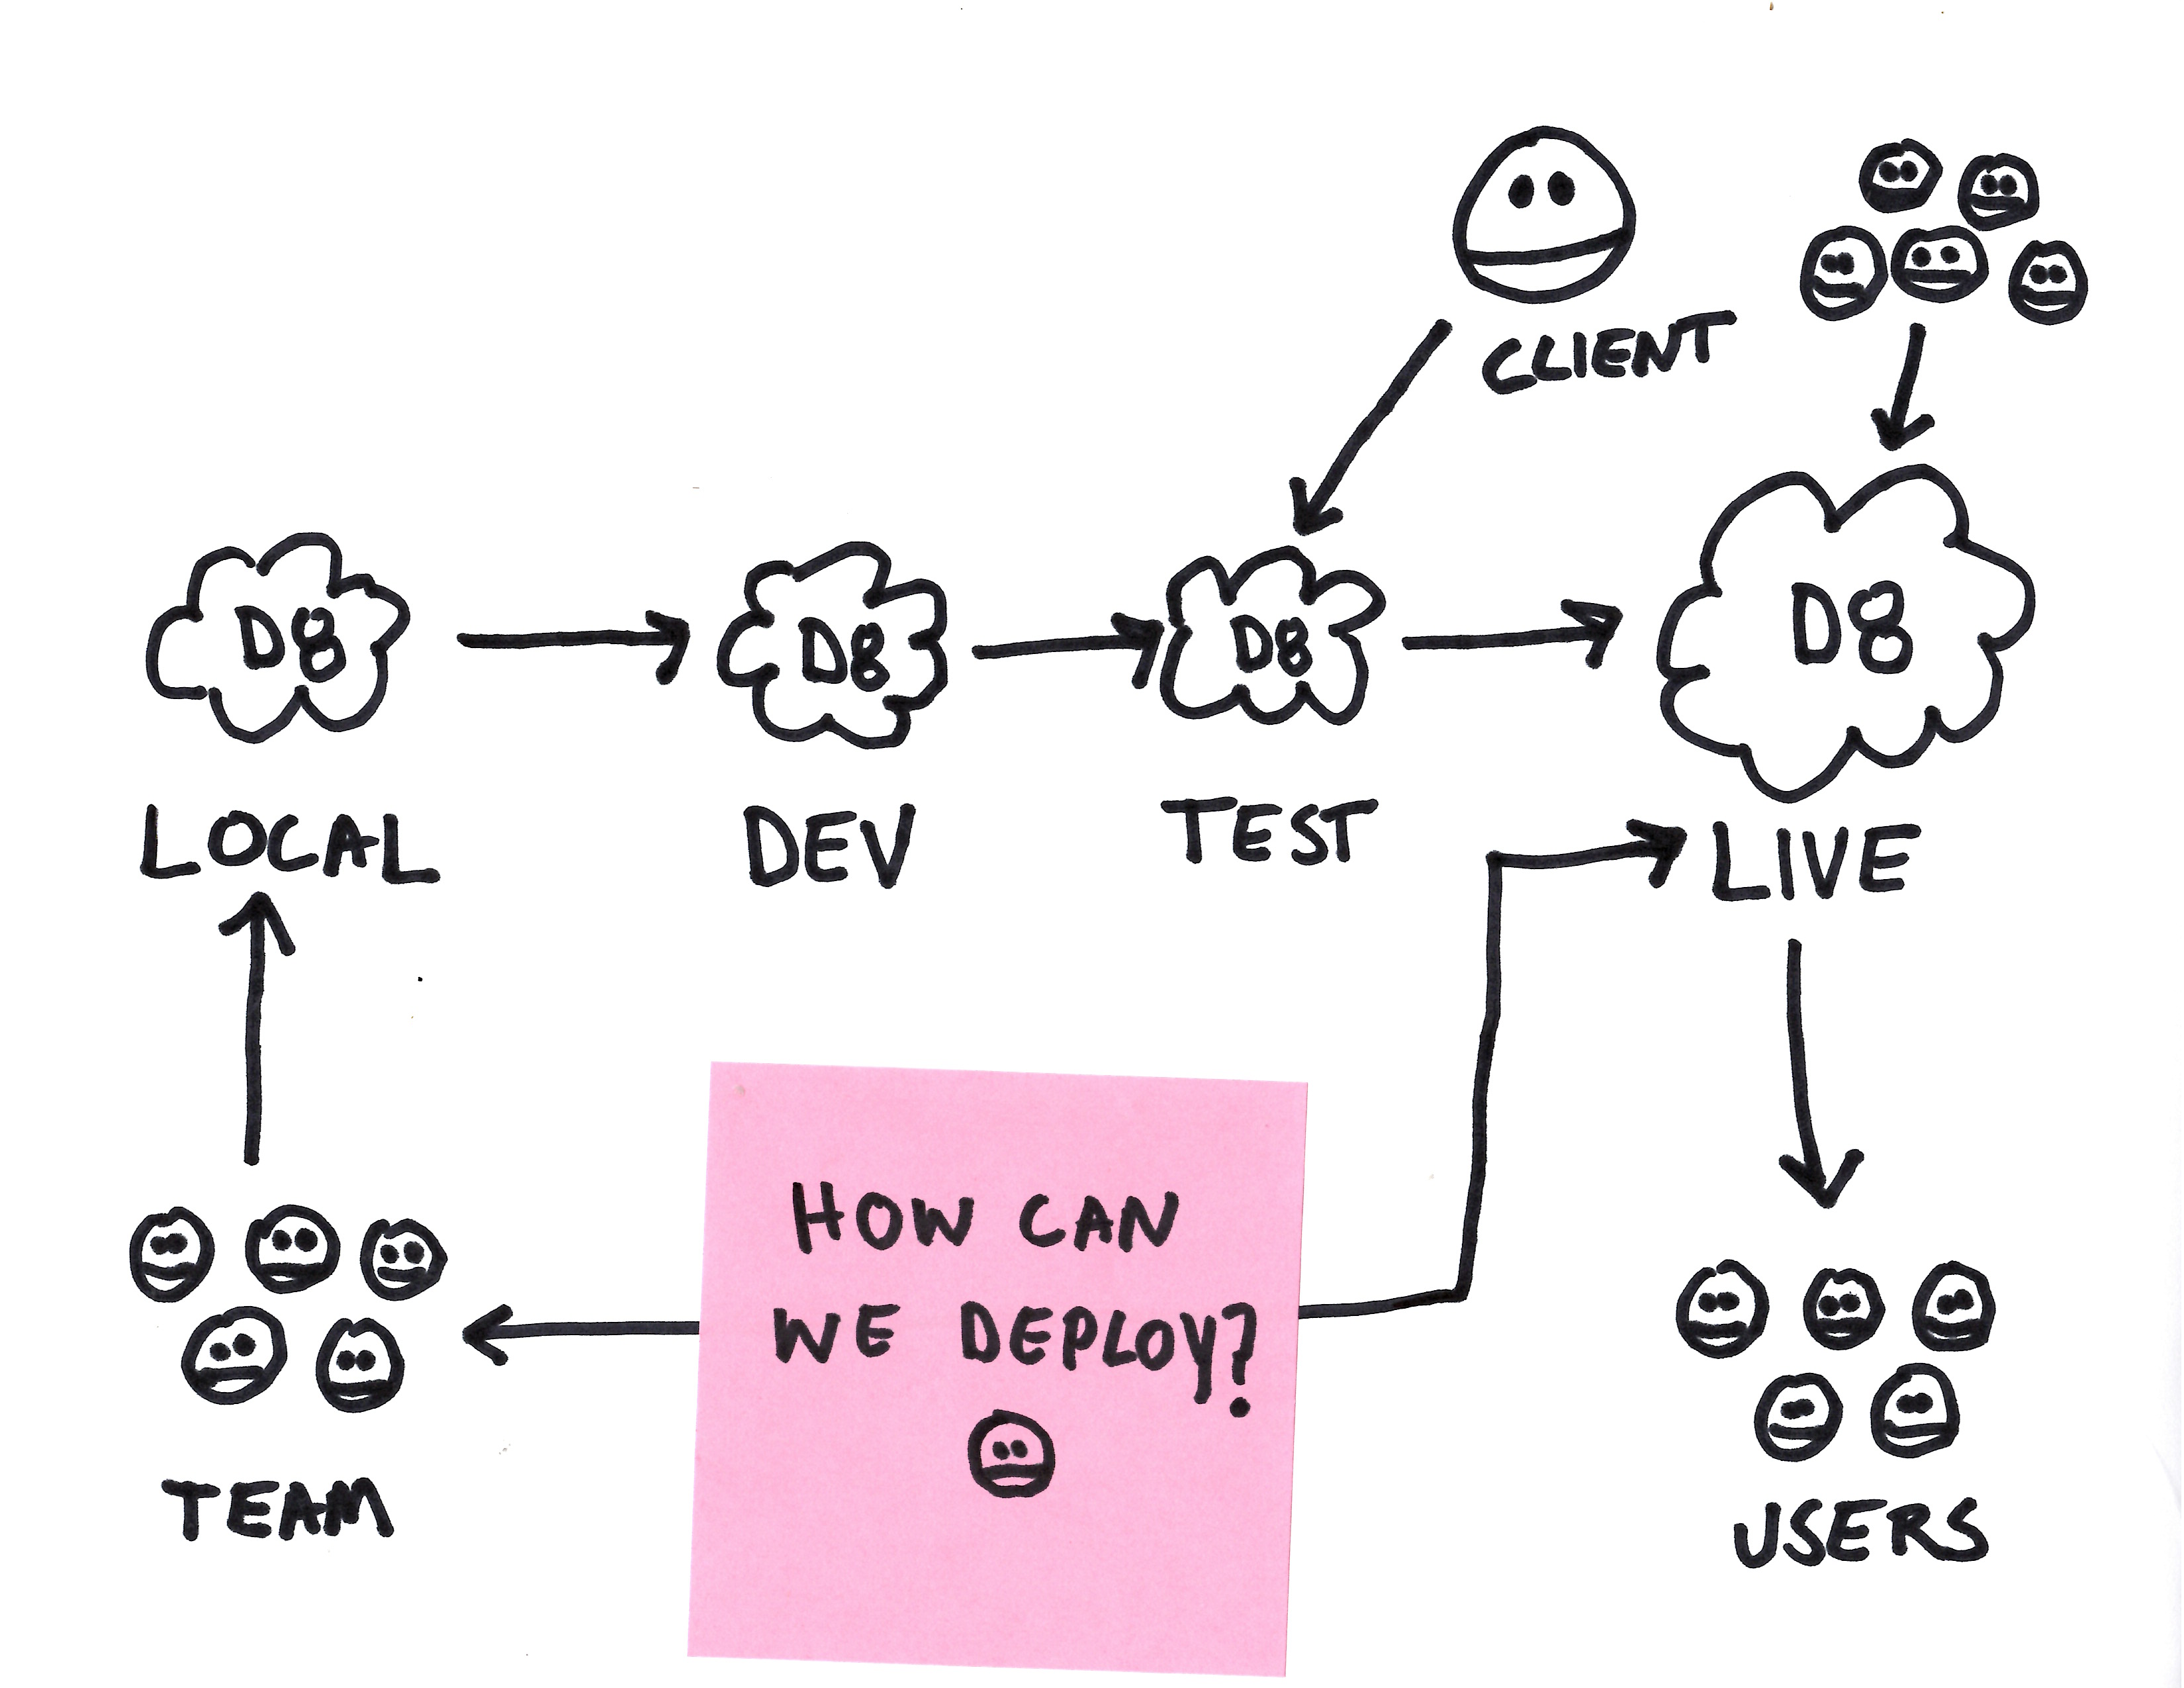 CLIENT
D8
D8
D8
D8
LOCAL
DEV
TEST
LIVE
HOW CAN
WE DEPLOY?
TEAM
USERS